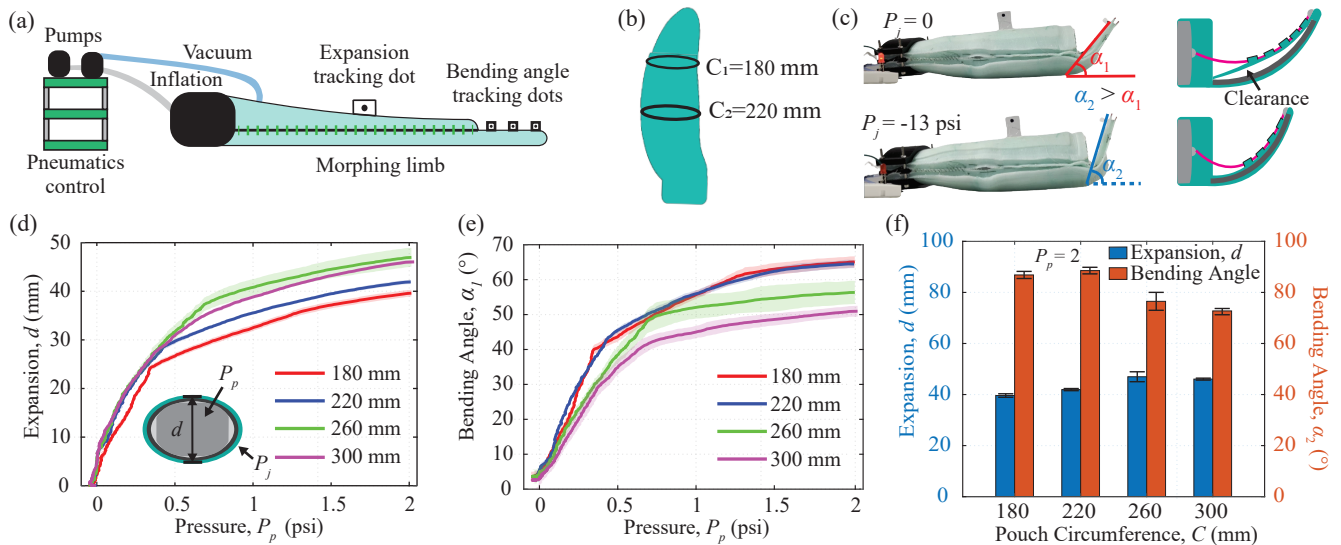 (a)
Pumps
Vacuum
Inflation
Expansion
tracking dot
Bending angle
tracking dots
Pneumatics
control
Morphing limb
(b)
C₁=180 mm
C₂=220 mm
(c)
Pj = 0
α₁
α₂ > α₁
Clearance
Pj = -13 psi
α₂
(d)
50
40
30
20
10
0
Expansion, d (mm)
0
0.5
1
1.5
2
Pressure, Pp (psi)
Pp
d
Pj
180 mm
220 mm
260 mm
300 mm
(e)
70
60
50
40
30
20
10
0
Bending Angle, α1 (°)
0
0.5
1
1.5
2
Pressure, Pp (psi)
180 mm
220 mm
260 mm
300 mm
(f)
100
80
60
40
20
0
Expansion, d (mm)
Pp = 2
Expansion, d
Bending Angle
100
80
60
40
20
0
Bending Angle, α2 (°)
180
220
260
300
Pouch Circumference, C (mm)